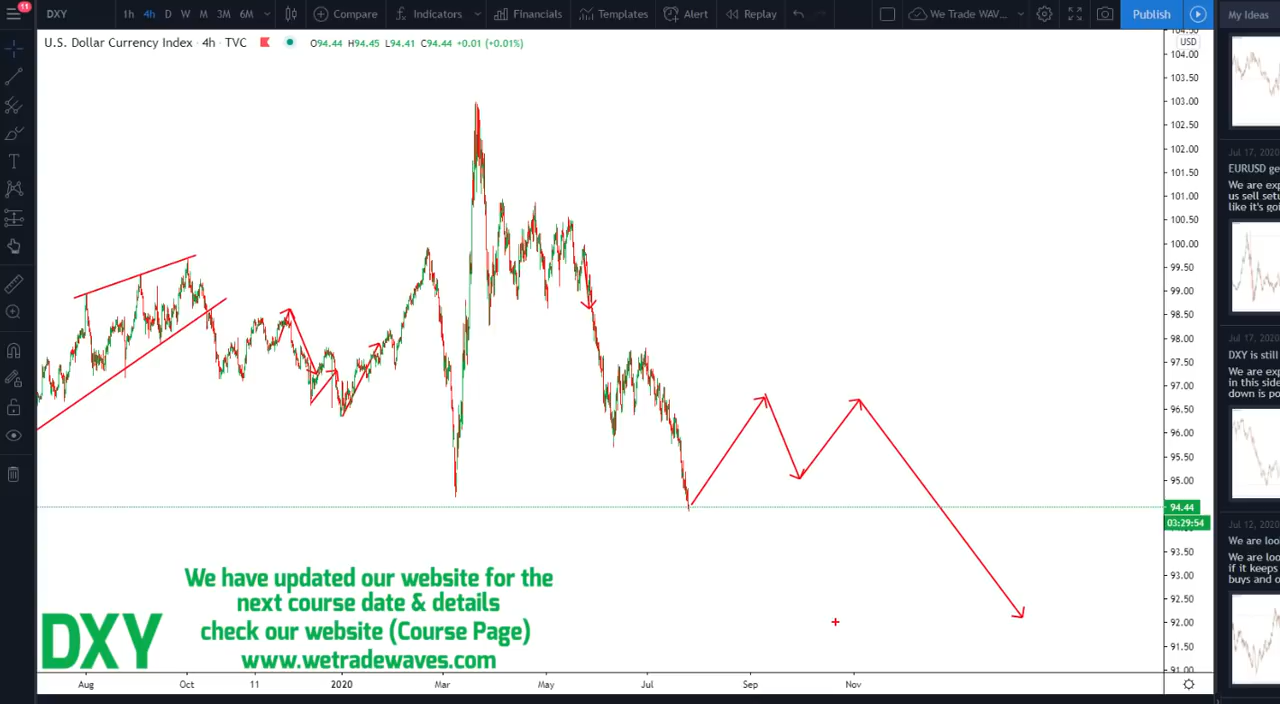 11
DXY
1h 4h D W M 3M 6M
Compare
Indicators
Financials
Templates
Alert
Replay
We Trade WAV...
Publish
My Ideas
U.S. Dollar Currency Index · 4h · TVC
O94.44 H94.45 L94.41 C94.44 +0.01 (+0.01%)
USD
104.50
104.00
103.50
103.00
102.50
102.00
101.50
101.00
100.50
100.00
99.50
99.00
98.50
98.00
97.50
97.00
96.50
96.00
95.50
95.00
94.44
03:29:54
93.50
93.00
92.50
92.00
91.50
91.00
Jul 17, 2020
EURUSD ge
We are exp
us sell setu
like it's goi
Jul 17, 2020
DXY is still
We are exp
in this side
down is po
Jul 12, 2020
We are loo
We are loo
if it keeps
buys and o
We have updated our website for the
next course date & details
check our website (Course Page)
www.wetradewaves.com
DXY
Aug Oct 11 2020 Mar May Jul Sep Nov